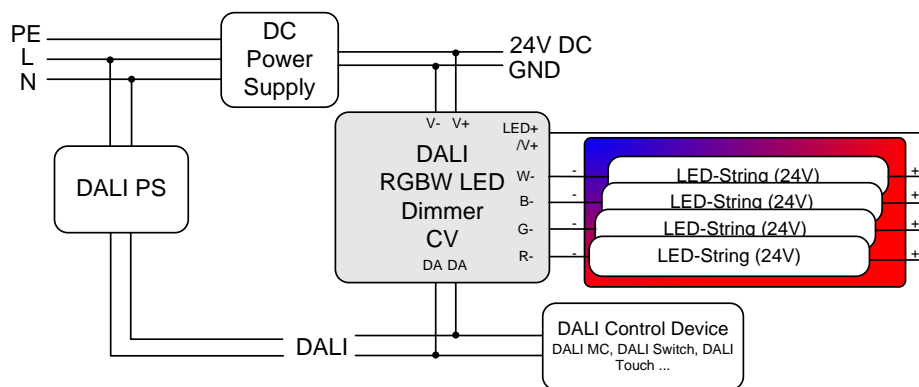 PE
L
N
DC
Power
Supply
24V DC
GND
V- V+
LED+
/V+
DALI
RGBW LED
Dimmer
CV
W-
B-
G-
R-
DA DA
- LED-String (24V) +
- LED-String (24V) +
- LED-String (24V) +
- LED-String (24V) +
DALI PS
DALI
DALI Control Device
DALI MC, DALI Switch, DALI
Touch ...